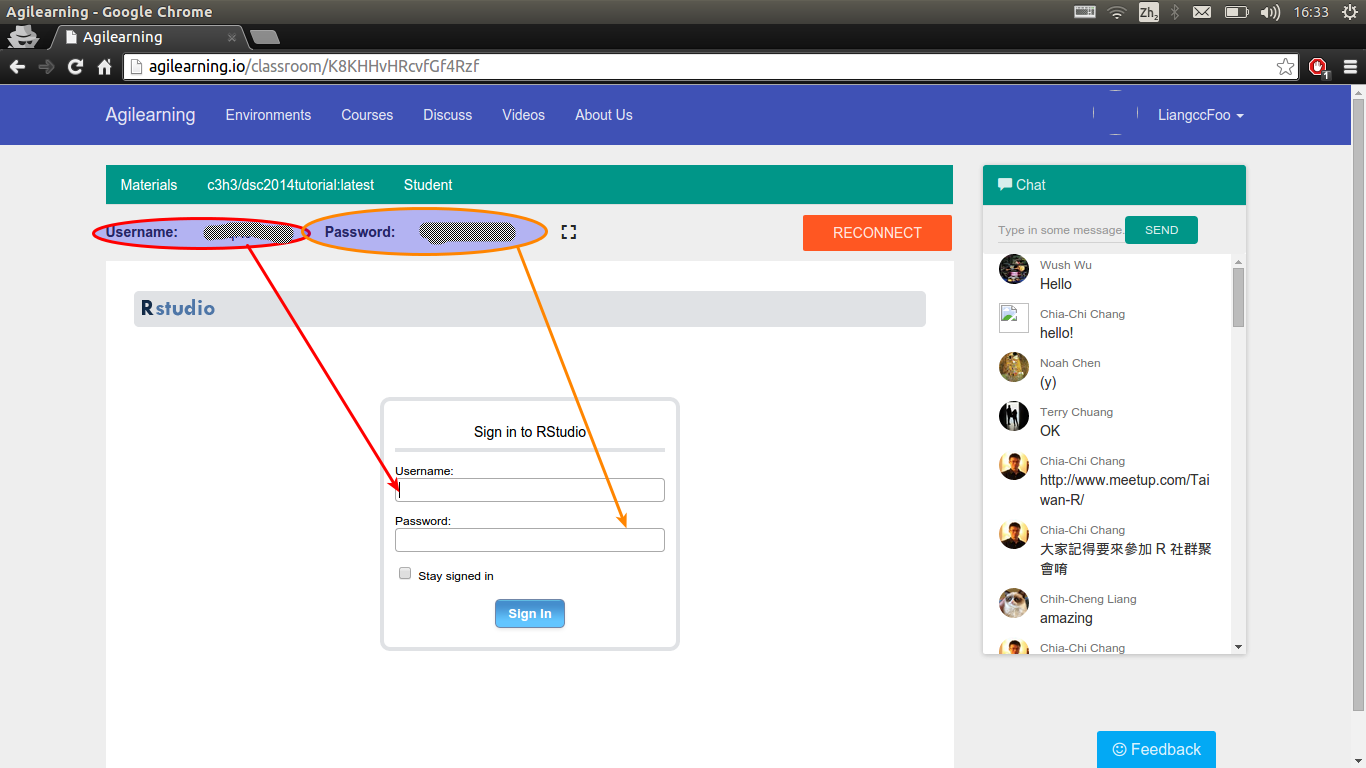 Agilearning - Google Chrome
Zh2
16:33
Agilearning
agilearning.io/classroom/K8KHHvHRcvfGf4Rzf
1
Agilearning Environments Courses Discuss Videos About Us LiangccFoo
Materials c3h3/dsc2014tutorial:latest Student
Username: Password: RECONNECT
Rstudio
Sign in to RStudio
Username:
Password:
Stay signed in
Sign In
Chat
Type in some message. SEND
Wush Wu
Hello
Chia-Chi Chang
hello!
Noah Chen
(y)
Terry Chuang
OK
Chia-Chi Chang
http://www.meetup.com/Tai
wan-R/
Chia-Chi Chang
大家記得要來參加 R 社群聚
會唷
Chih-Cheng Liang
amazing
Chia-Chi Chang
Feedback